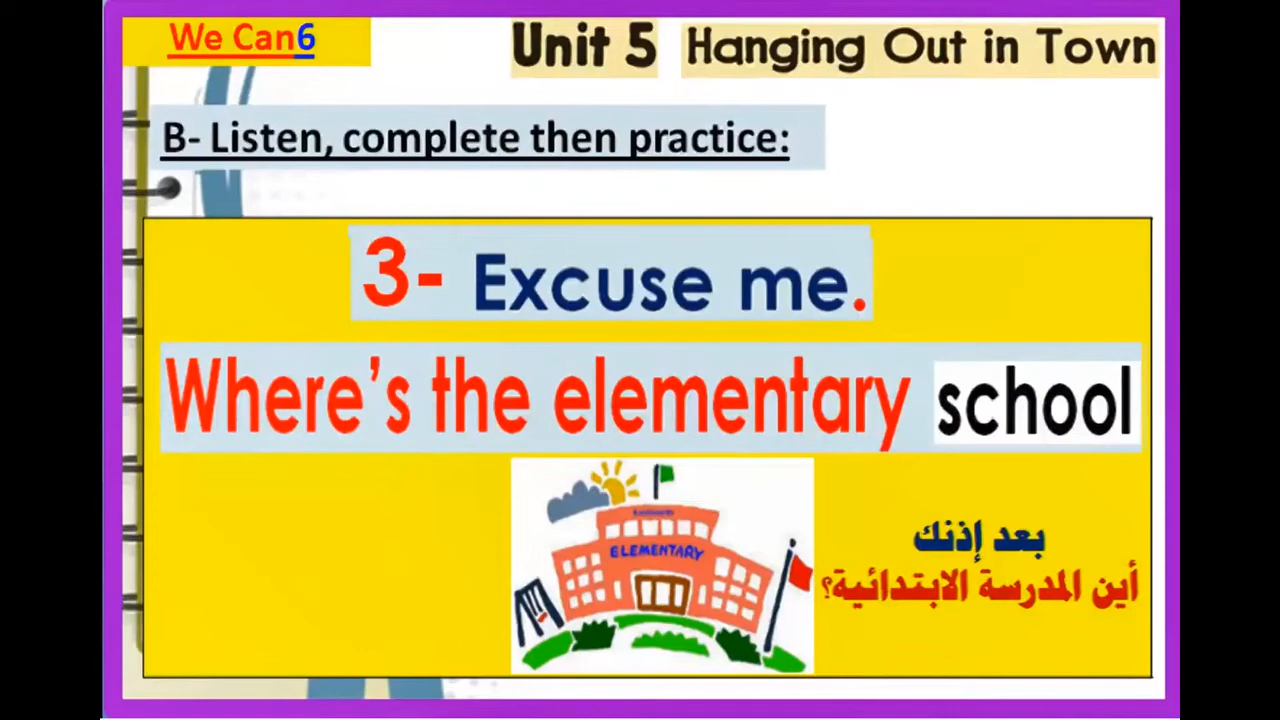 We Can6
Unit 5 Hanging Out in Town
B- Listen, complete then practice:
3- Excuse me.
Where's the elementary school
ELEMENTARY
بعد إذنك
أين المدرسة الابتدائية؟